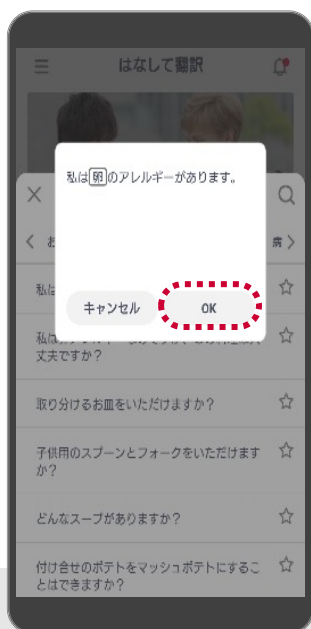 はなして翻訳
私は卵のアレルギーがあります。
キャンセル
OK
病
私は
丈夫ですか?
取り分けるお皿をいただけますか?
子供用のスプーンとフォークをいただけます
か?
どんなスープがありますか?
付け合せのポテトをマッシュポテトにするこ
とはできますか?